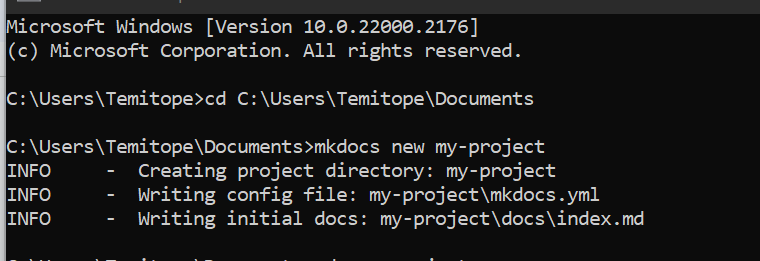 Microsoft Windows [Version 10.0.22000.2176]
(c) Microsoft Corporation. All rights reserved.
C:\Users\Temitope>cd C:\Users\Temitope\Documents
C:\Users\Temitope\Documents>mkdocs new my-project
INFO     -  Creating project directory: my-project
INFO     -  Writing config file: my-project\mkdocs.yml
INFO     -  Writing initial docs: my-project\docs\index.md